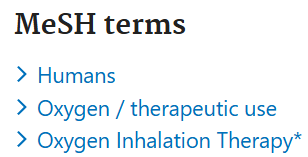 MeSH terms
Humans
Oxygen / therapeutic use
Oxygen Inhalation Therapy*